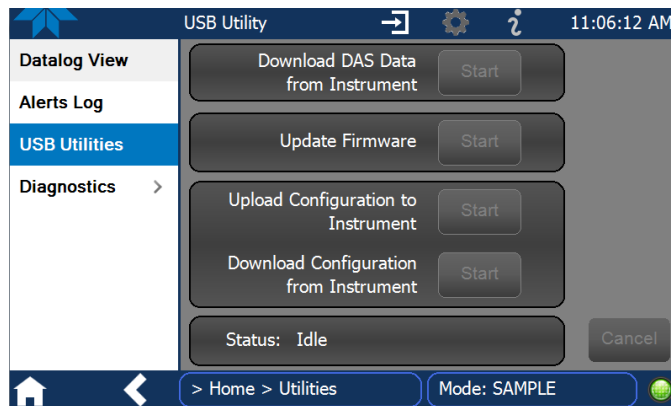 USB Utility
11:06:12 AM
Datalog View
Alerts Log
USB Utilities
Diagnostics >
Download DAS Data
from Instrument
Start
Update Firmware
Start
Upload Configuration to
Instrument
Start
Download Configuration
from Instrument
Start
Status: Idle
Cancel
> Home > Utilities
Mode: SAMPLE